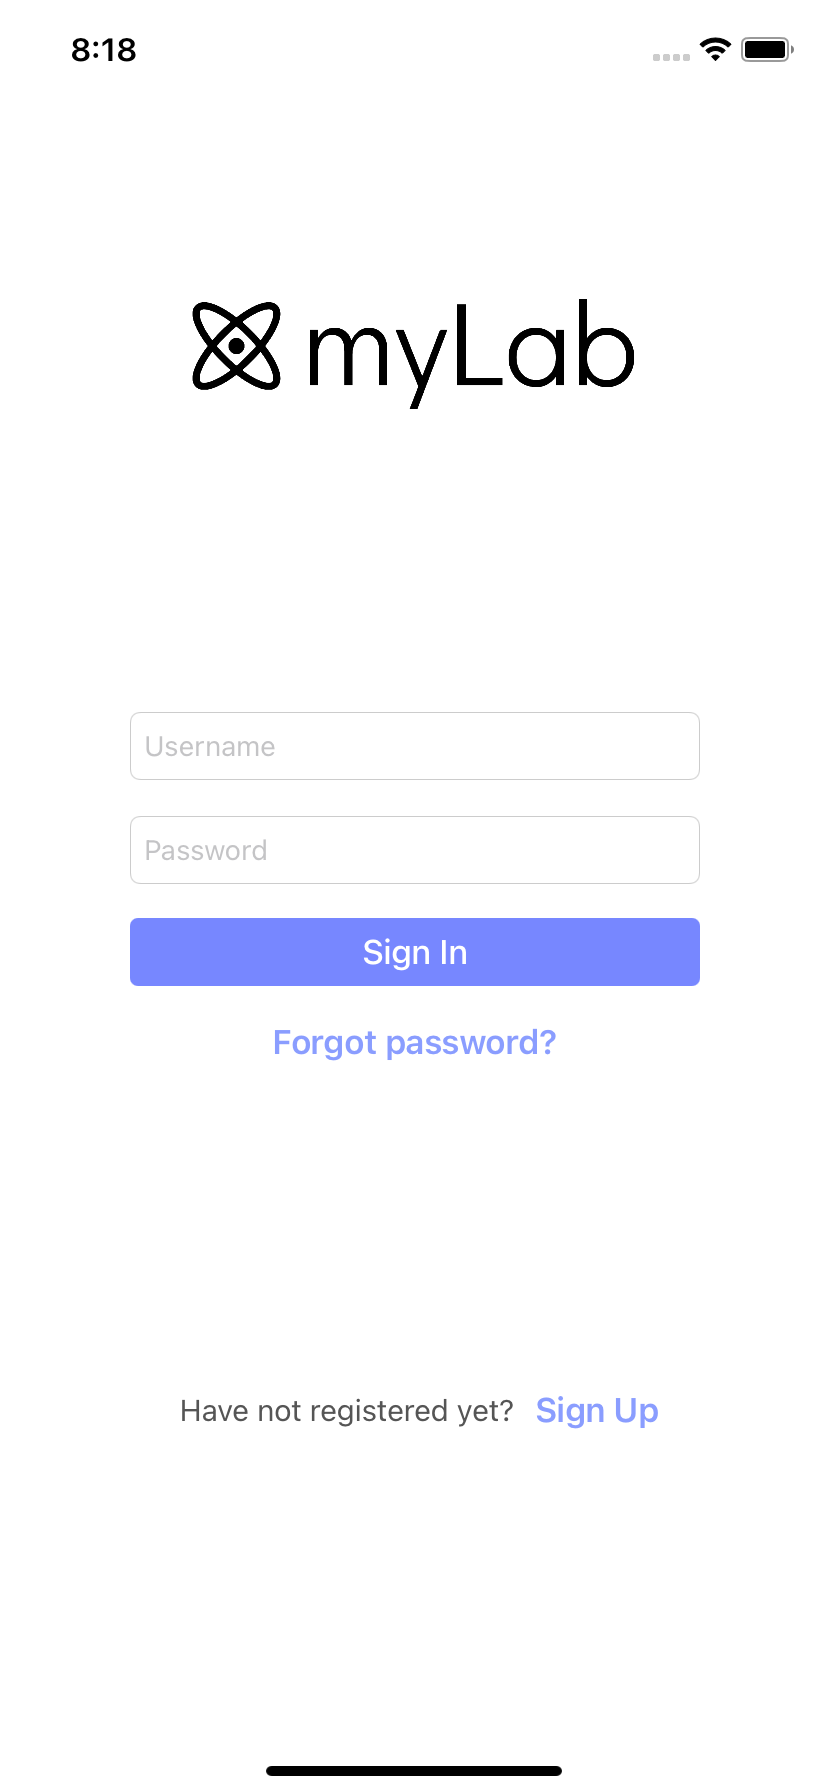 8:18
myLab
Username
Password
Sign In
Forgot password?
Have not registered yet? Sign Up